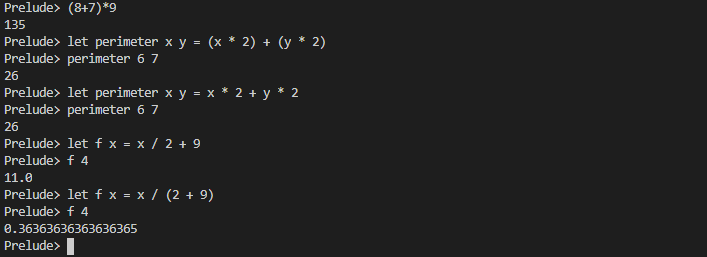 Prelude> (8+7)*9
135
Prelude> let perimeter x y = (x * 2) + (y * 2)
Prelude> perimeter 6 7
26
Prelude> let perimeter x y = x * 2 + y * 2
Prelude> perimeter 6 7
26
Prelude> let f x = x / 2 + 9
Prelude> f 4
11.0
Prelude> let f x = x / (2 + 9)
Prelude> f 4
0.36363636363636365
Prelude>